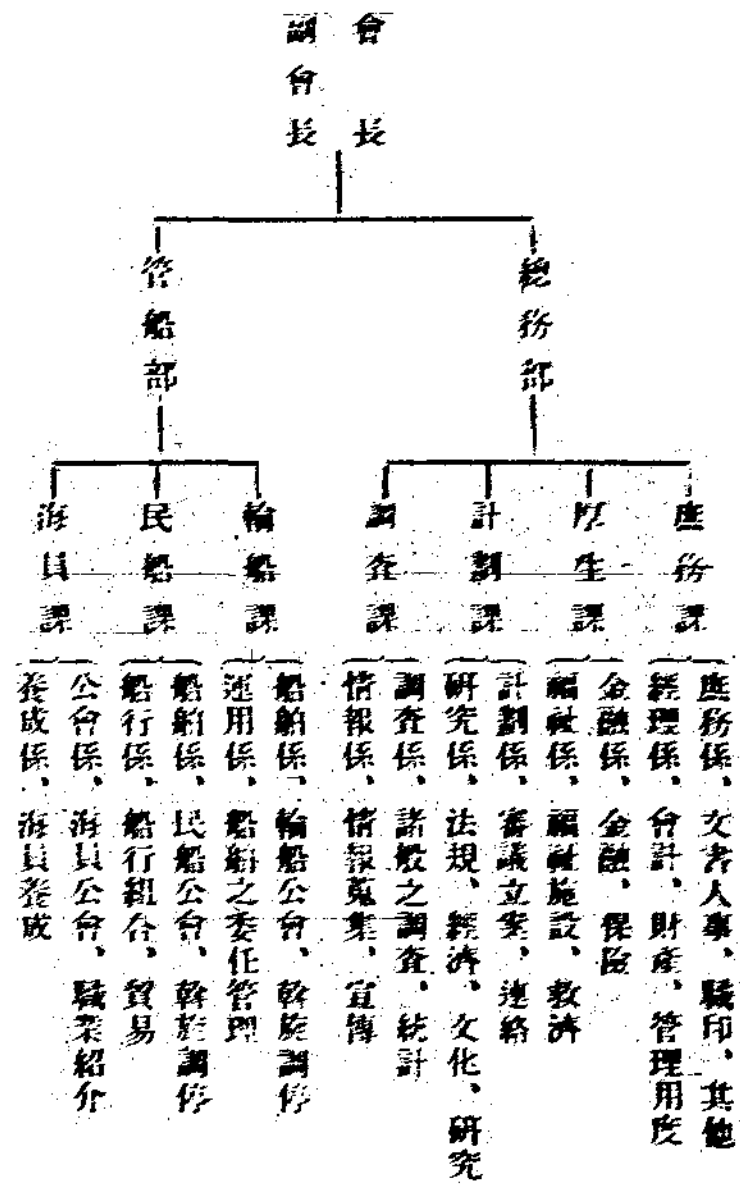 會長
副會長
總務部
管船部
庶務課
厚生課
計劃課
調査課
輪船課
民船課
海員課
庶務係、文書人事、職印、其他
經理係、會計、財產、管理用度
金融係、金融、保險
福祉係、福祉施設、救濟
計劃係、審議立案、連絡
研究係、法規、經濟、文化、研究
調查係、諸般之調查、統計
情報係、情報蒐集、宣傳
船舶係、輪船公會、斡旋調停
運用係、船舶之委任管理
船舶係、民船公會、斡旋調停
船行係、船行組合、貿易
公會係、海員公會、職業紹介
養成係、海員養成